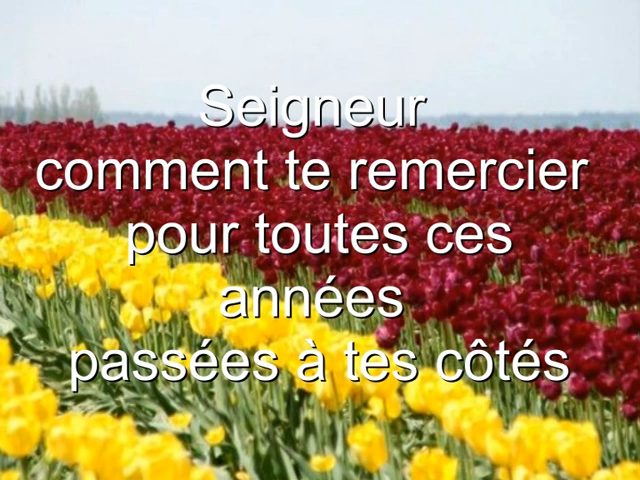 Seigneur
comment te remercier
pour toutes ces
années
passées à tes côtés